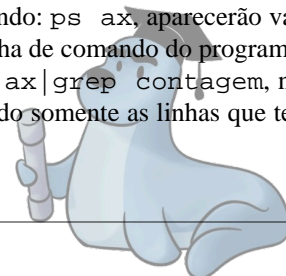 ndo: ps ax, aparecerão va
ha de comando do program
ax|grep contagem, n
do somente as linhas que te